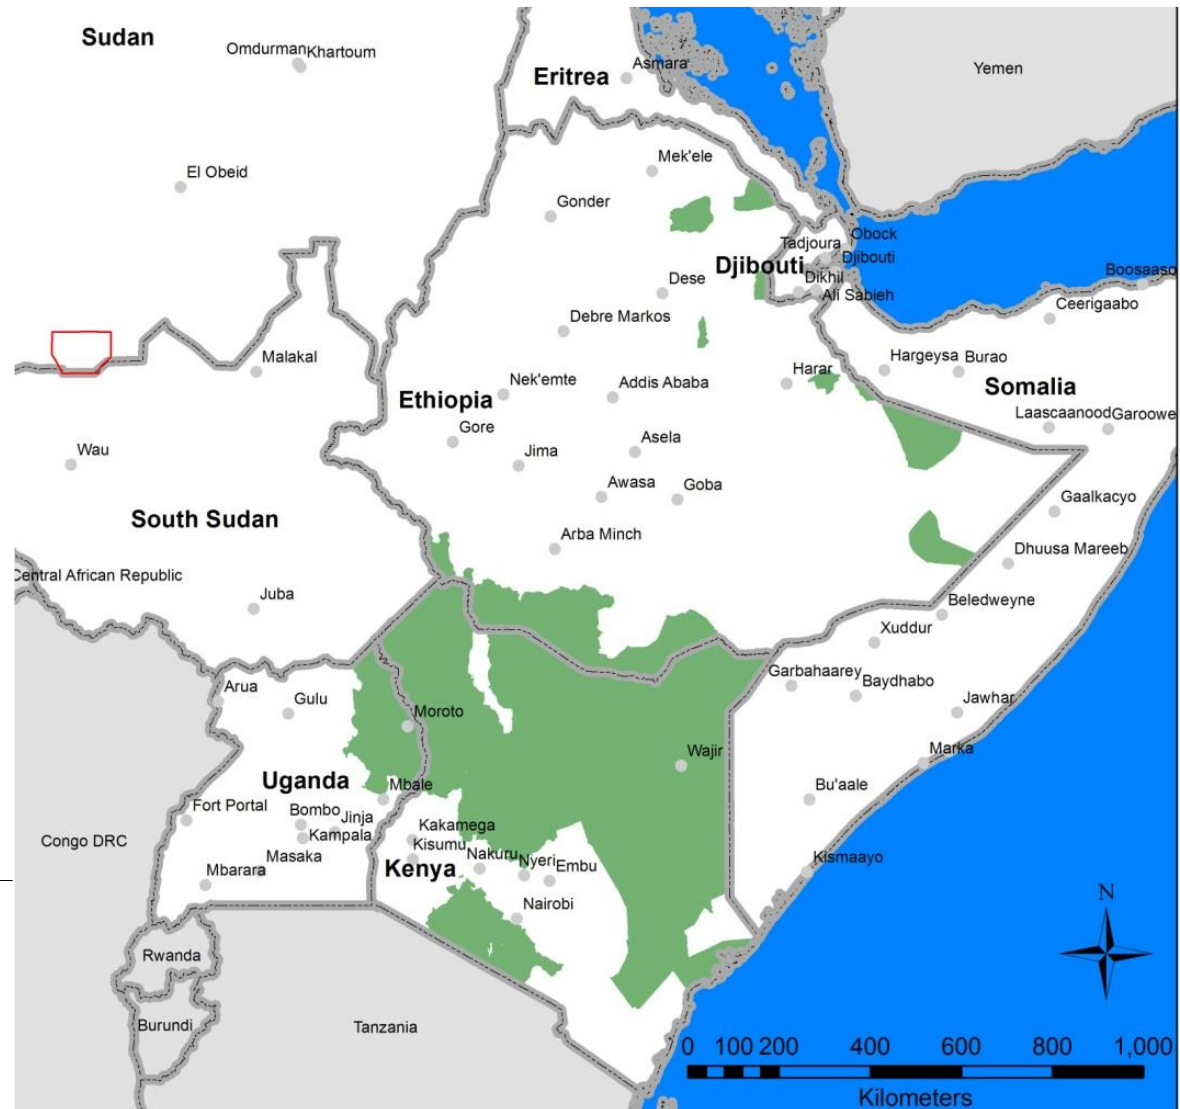 Sudan
Omdurman
Khartoum
Asmara
Eritrea
Yemen
Mek'ele
El Obeid
Gonder
Obock
Tadjoura
Djibouti
Djibouti
Dese
Dikhil
Boosaaso
Ali Sabieh
Ceerigaabo
Debre Markos
Malakal
Hargeysa
Burao
Nek'emte
Addis Ababa
Harar
Somalia
Ethiopia
Laascaanood
Garoowe
Gore
Asela
Wau
Jima
Awasa
Goba
Gaalkacyo
South Sudan
Arba Minch
Dhuusa Mareeb
Central African Republic
Juba
Beledweyne
Xuddur
Garbahaarey
Baydhabo
Arua
Gulu
Jawhar
Moroto
Wajir
Marka
Uganda
Mbale
Bu'aale
Fort Portal
Bombo
Jinja
Kakamega
Congo DRC
Kampala
Kisumu
Masaka
Nakuru
Nyeri
Embu
Kismaayo
Mbarara
Kenya
Nairobi
N
Rwanda
Burundi
Tanzania
0 100 200 400 600 800 1,000
Kilometers